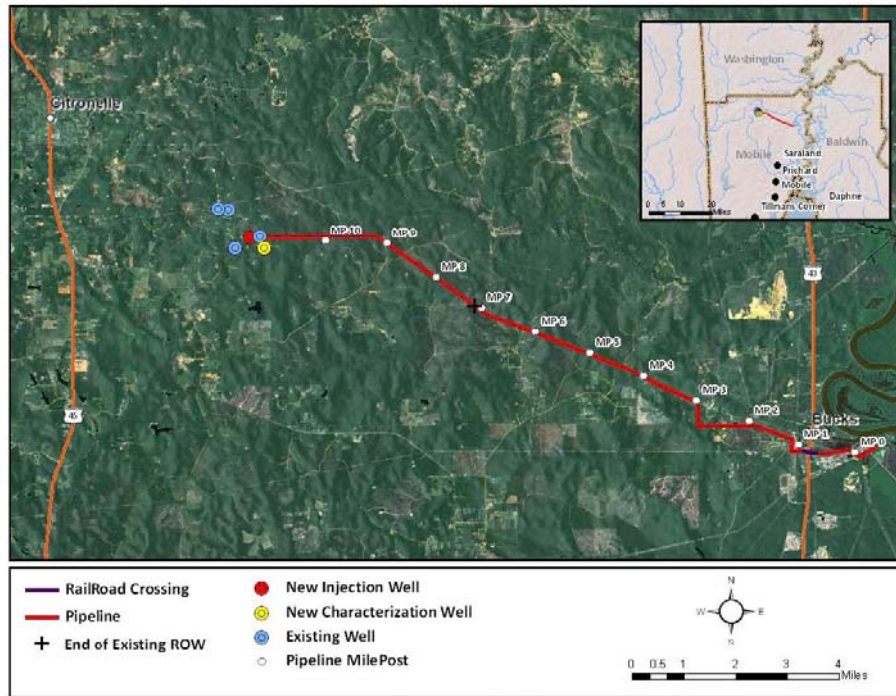 Citronelle
45
MP 10
MP 9
MP 8
MP 7
MP 6
MP 5
MP 4
MP 3
MP 2
MP 1
MP 0
Bucks
43
Washington
Mobile
Baldwin
Saraland
Prichard
Mobile
Daphne
Tillmans Corner
0 5 10 20
Miles
RailRoad Crossing
Pipeline
End of Existing ROW
New Injection Well
New Characterization Well
Existing Well
Pipeline MilePost
N
W E
S
0 0.5 1 2 3 4
Miles